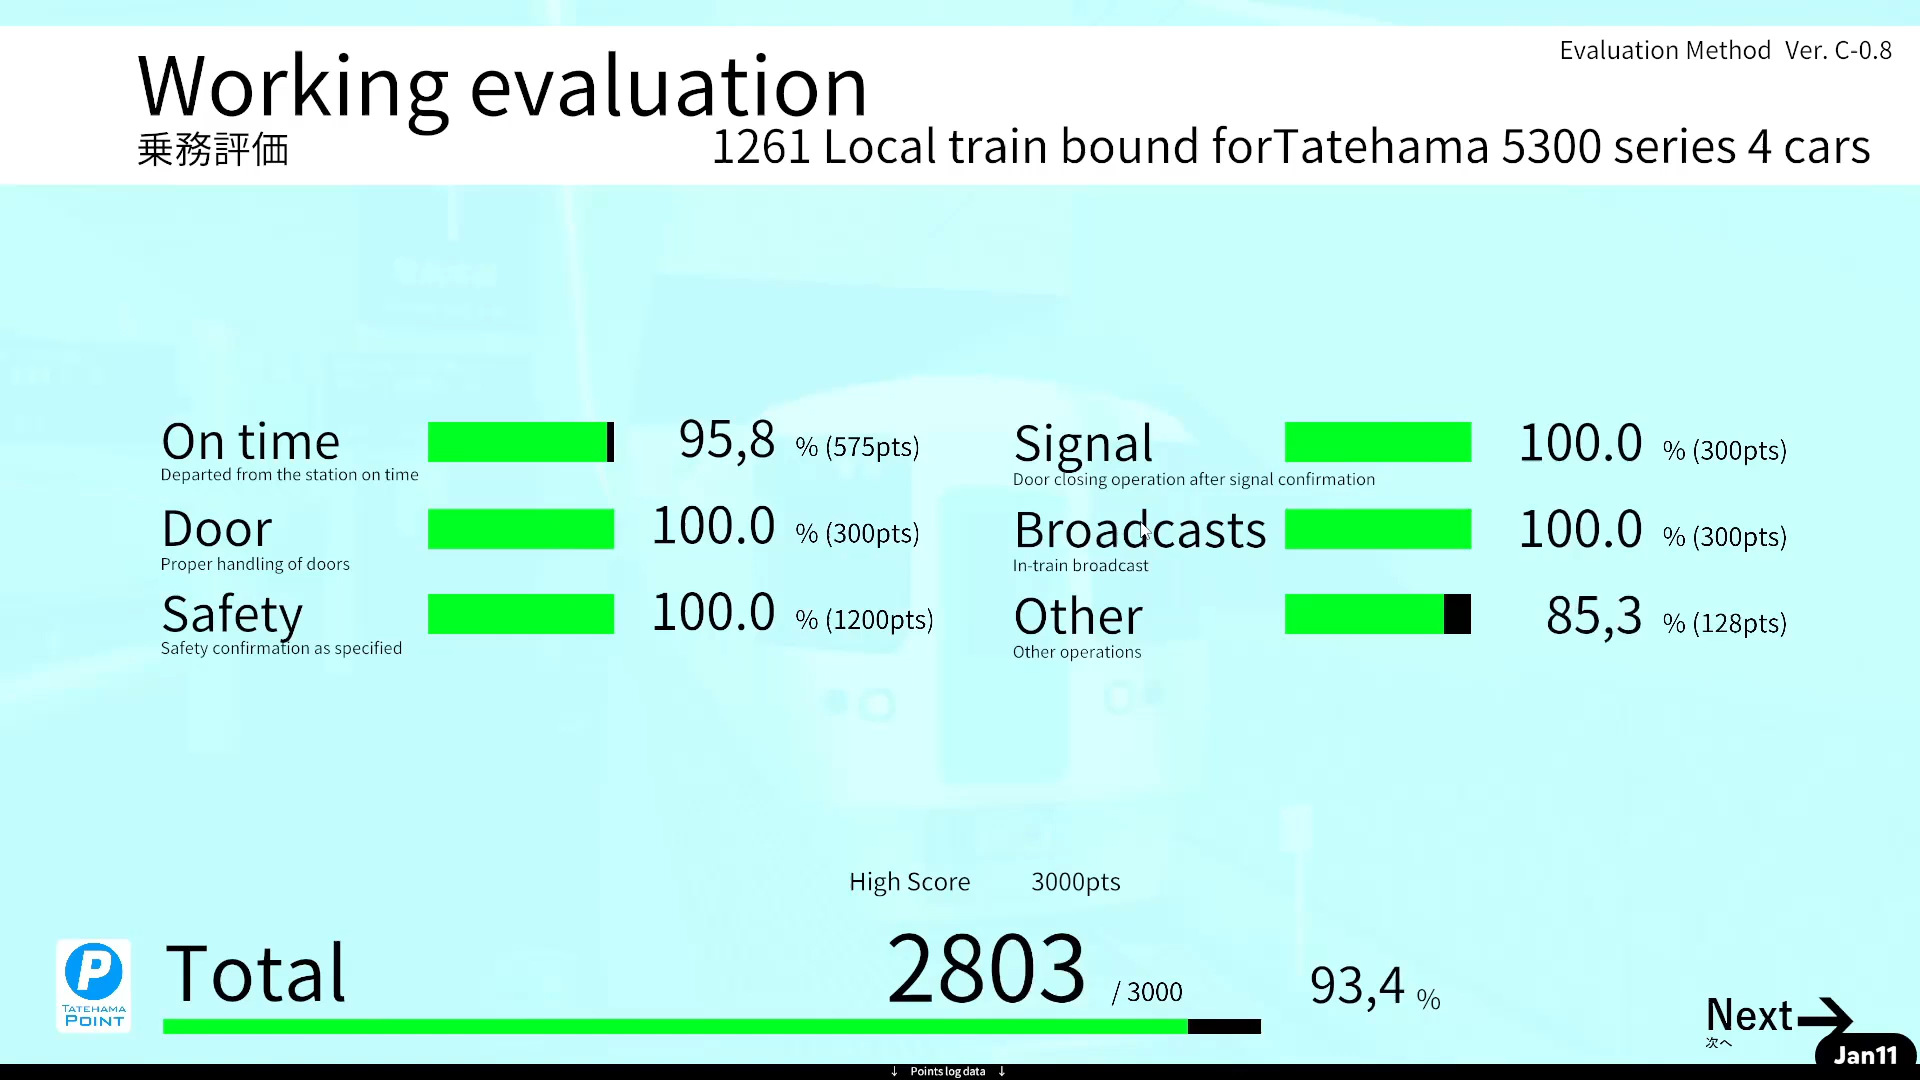 Evaluation Method Ver. C-0.8
Working evaluation
乗務評価
1261 Local train bound forTatehama 5300 series 4 cars
On time 95,8 % (575pts)
Departed from the station on time
Signal 100.0 % (300pts)
Door closing operation after signal confirmation
Door 100.0 % (300pts)
Proper handling of doors
Broadcasts 100.0 % (300pts)
In-train broadcast
Safety 100.0 % (1200pts)
Safety confirmation as specified
Other 85,3 % (128pts)
Other operations
High Score 3000pts
Total 2803 / 3000 93,4 %
P
TATEHAMA
POINT
Next
次へ
Jan11
↓ Points log data ↓